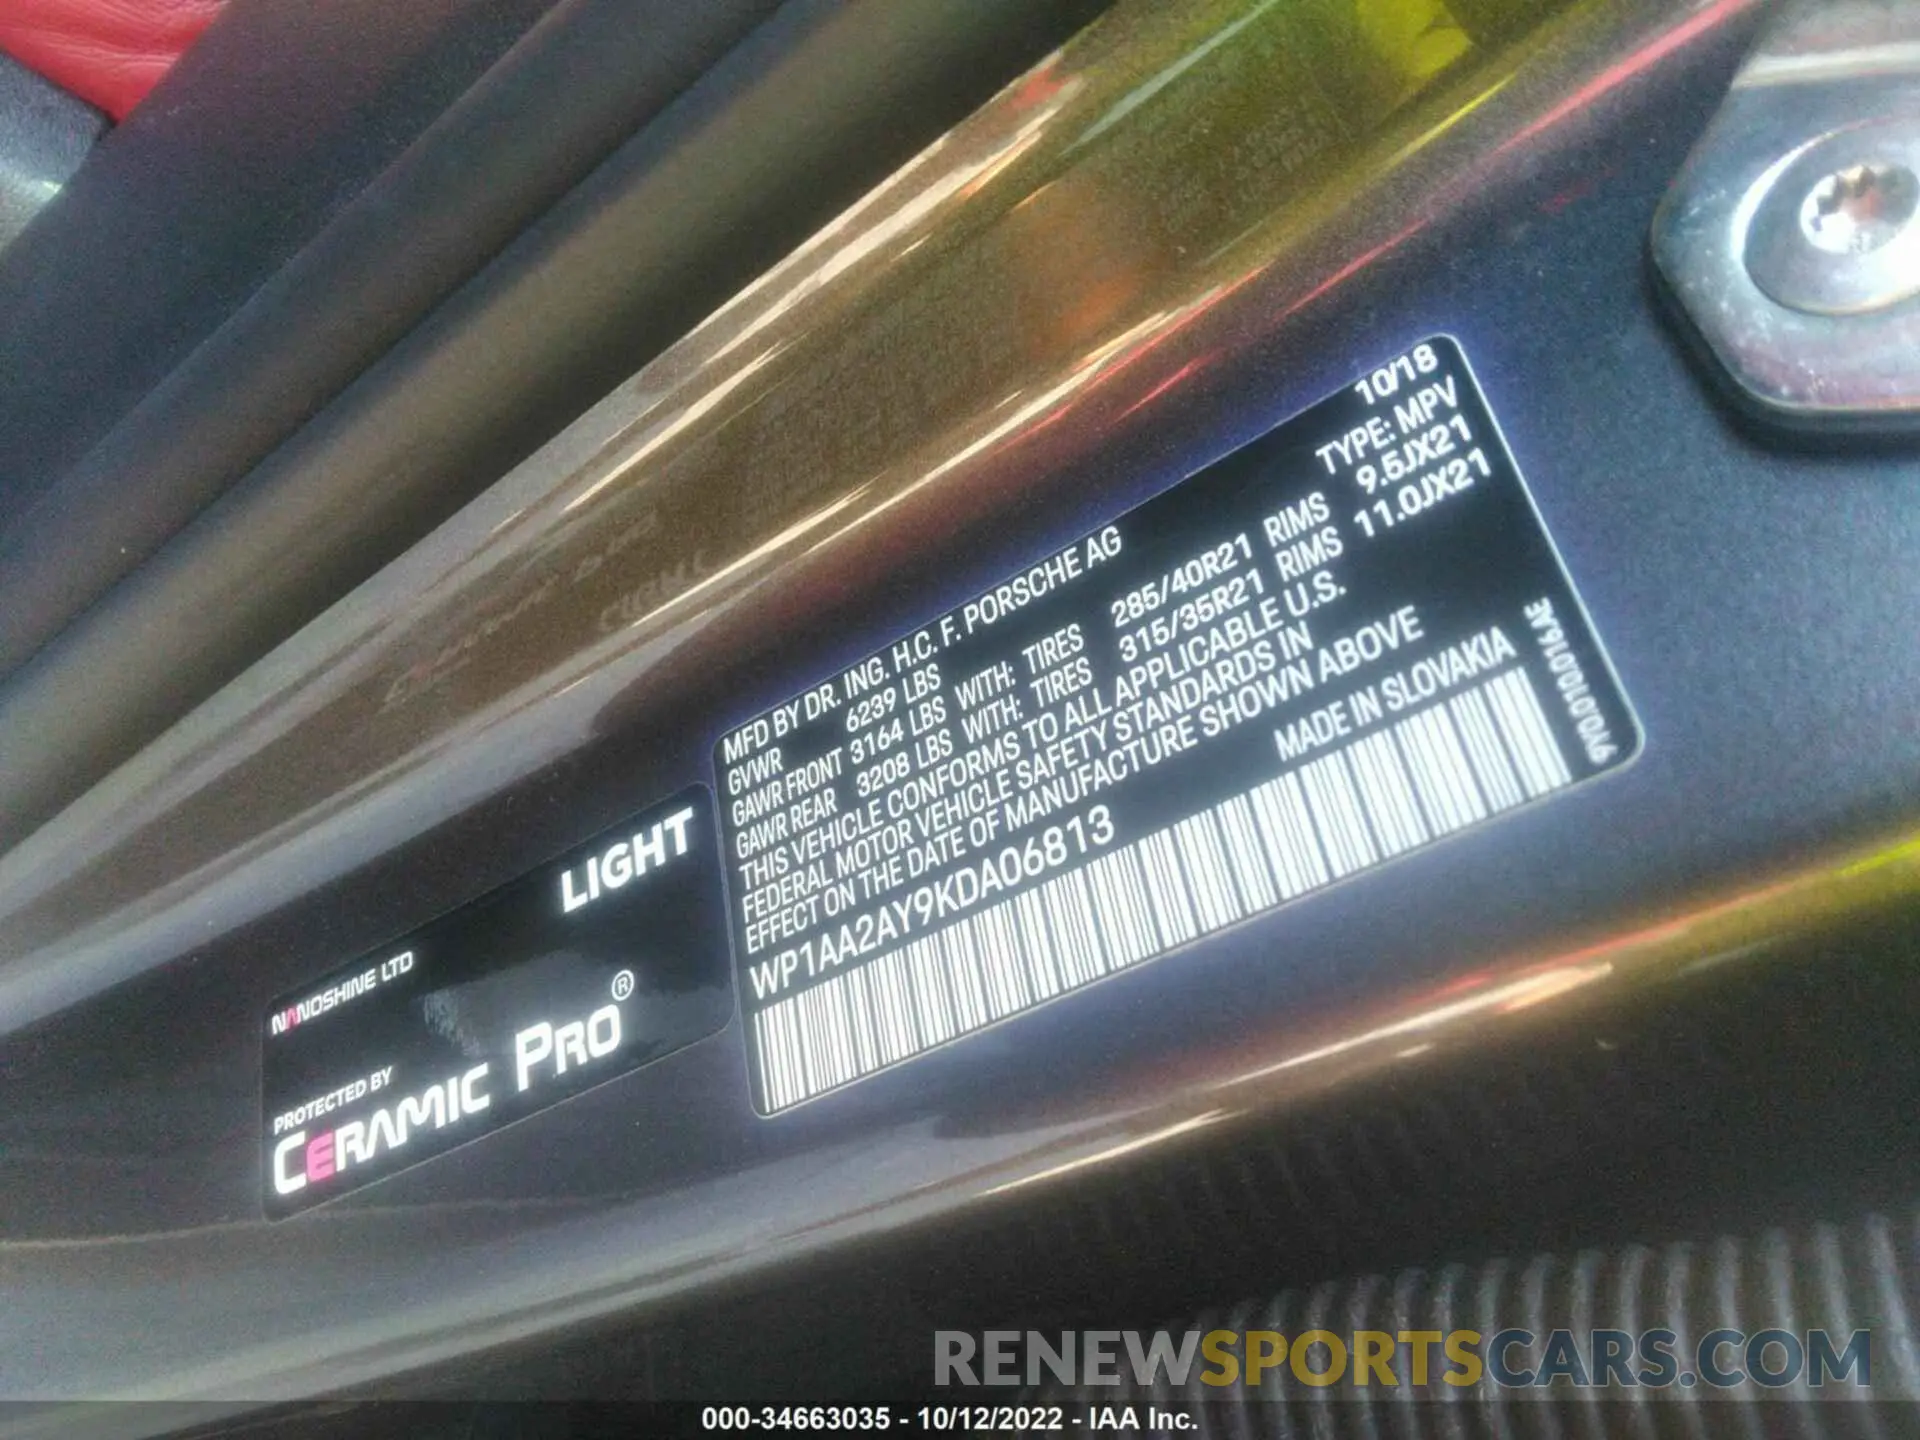 MFD BY DR. ING. H.C. F. PORSCHE AG 10/18
GVWR 6239 LBS TYPE: MPV
GAWR FRONT 3164 LBS WITH: TIRES 285/40R21 RIMS 9.5JX21
GAWR REAR 3208 LBS WITH: TIRES 315/35R21 RIMS 11.0JX21
THIS VEHICLE CONFORMS TO ALL APPLICABLE U.S.
FEDERAL MOTOR VEHICLE SAFETY STANDARDS IN
EFFECT ON THE DATE OF MANUFACTURE SHOWN ABOVE
WP1AA2AY9KDA06813 MADE IN SLOVAKIA
NANOSHINE LTD LIGHT
PROTECTED BY
CERAMIC PRO®
RENEWSPORTSCARS.COM
000-34663035 - 10/12/2022 - IAA Inc.